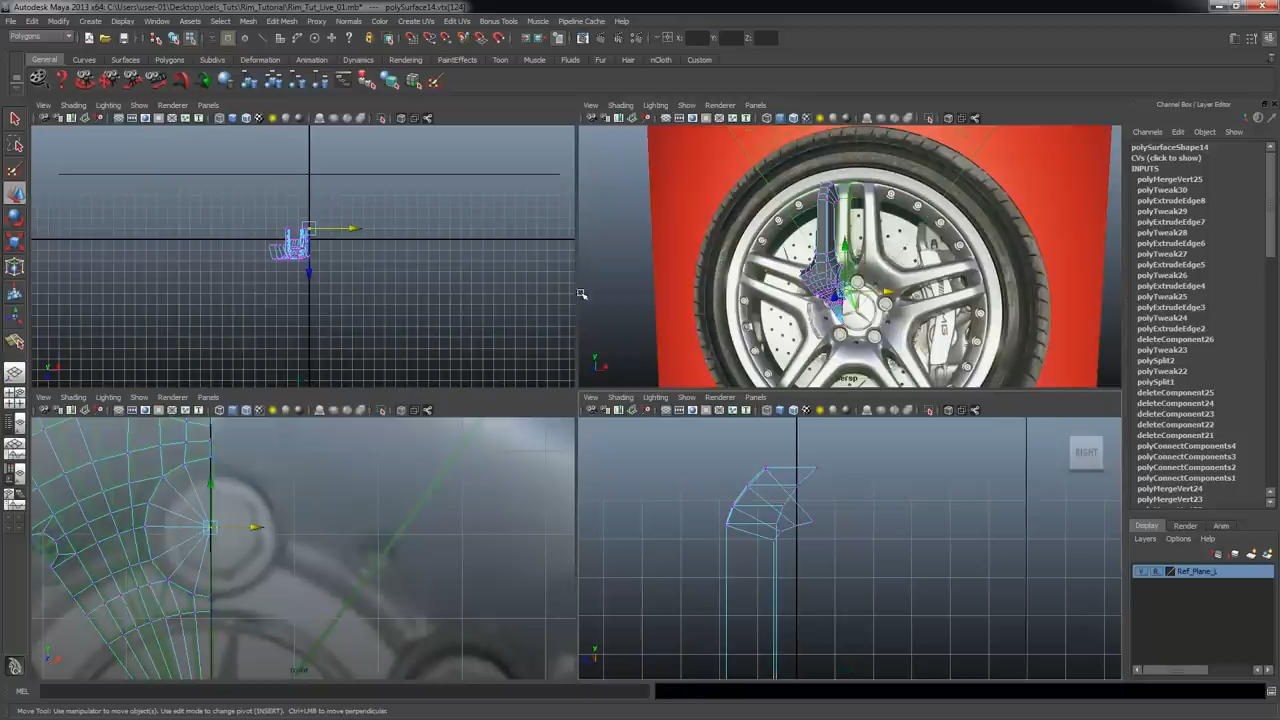 Autodesk Maya 2013 x64: C:\Users\user-01\Desktop\Joels_Tuts\Rim_Tutorial\Rim_Tut_Live_01.mb* --- polySurface14.vtx[124]
File Edit Modify Create Display Window Assets Select Mesh Edit Mesh Proxy Normals Color Create UVs Edit UVs Bonus Tools Muscle Pipeline Cache Help
Polygons X: Y: Z:
General Curves Surfaces Polygons Subdivs Deformation Animation Dynamics Rendering PaintEffects Toon Muscle Fluids Fur Hair nCloth Custom
View Shading Lighting Show Renderer Panels
View Shading Lighting Show Renderer Panels
Channel Box / Layer Editor
Channels Edit Object Show
polySurfaceShape14
CVs (click to show)
INPUTS
polyMergeVert25
polyTweak30
polyExtrudeEdge8
polyTweak29
polyExtrudeEdge7
polyTweak28
polyExtrudeEdge6
polyTweak27
polyExtrudeEdge5
polyTweak26
polyExtrudeEdge4
polyTweak25
polyExtrudeEdge3
polyTweak24
polyExtrudeEdge2
deleteComponent26
polyTweak23
polySplit2
polyTweak22
polySplit1
deleteComponent25
deleteComponent24
deleteComponent23
deleteComponent22
deleteComponent21
polyConnectComponents4
polyConnectComponents3
polyConnectComponents2
polyConnectComponents1
polyMergeVert24
polyMergeVert23
persp
View Shading Lighting Show Renderer Panels
View Shading Lighting Show Renderer Panels
RIGHT
Display Render Anim
Layers Options Help
V R Ref_Plane_L
MEL
Move Tool: Use manipulator to move object(s). Use edit mode to change pivot (INSERT). Ctrl+LMB to move perpendicular.